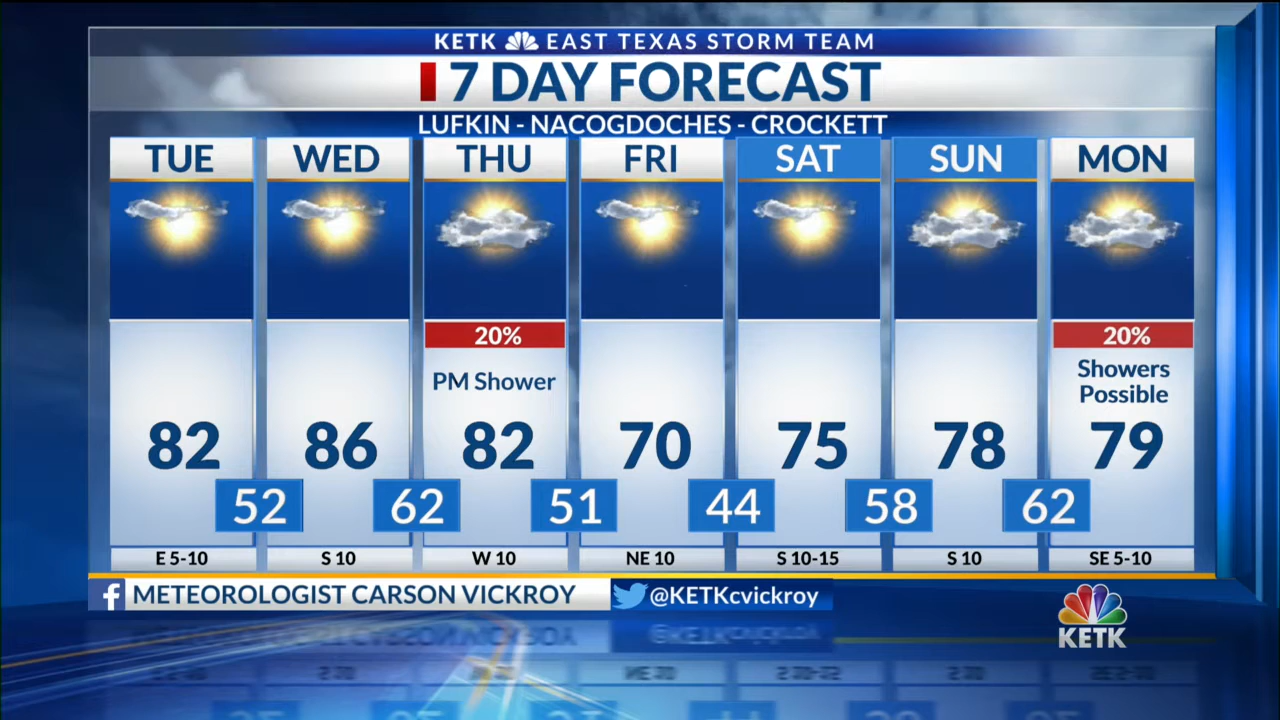 KETK EAST TEXAS STORM TEAM
7 DAY FORECAST
LUFKIN - NACOGDOCHES - CROCKETT
TUE WED THU FRI SAT SUN MON
20% 20%
PM Shower Showers Possible
82 86 82 70 75 78 79
52 62 51 44 58 62
E 5-10 S 10 W 10 NE 10 S 10-15 S 10 SE 5-10
METEOROLOGIST CARSON VICKROY @KETKcvickroy
KETK